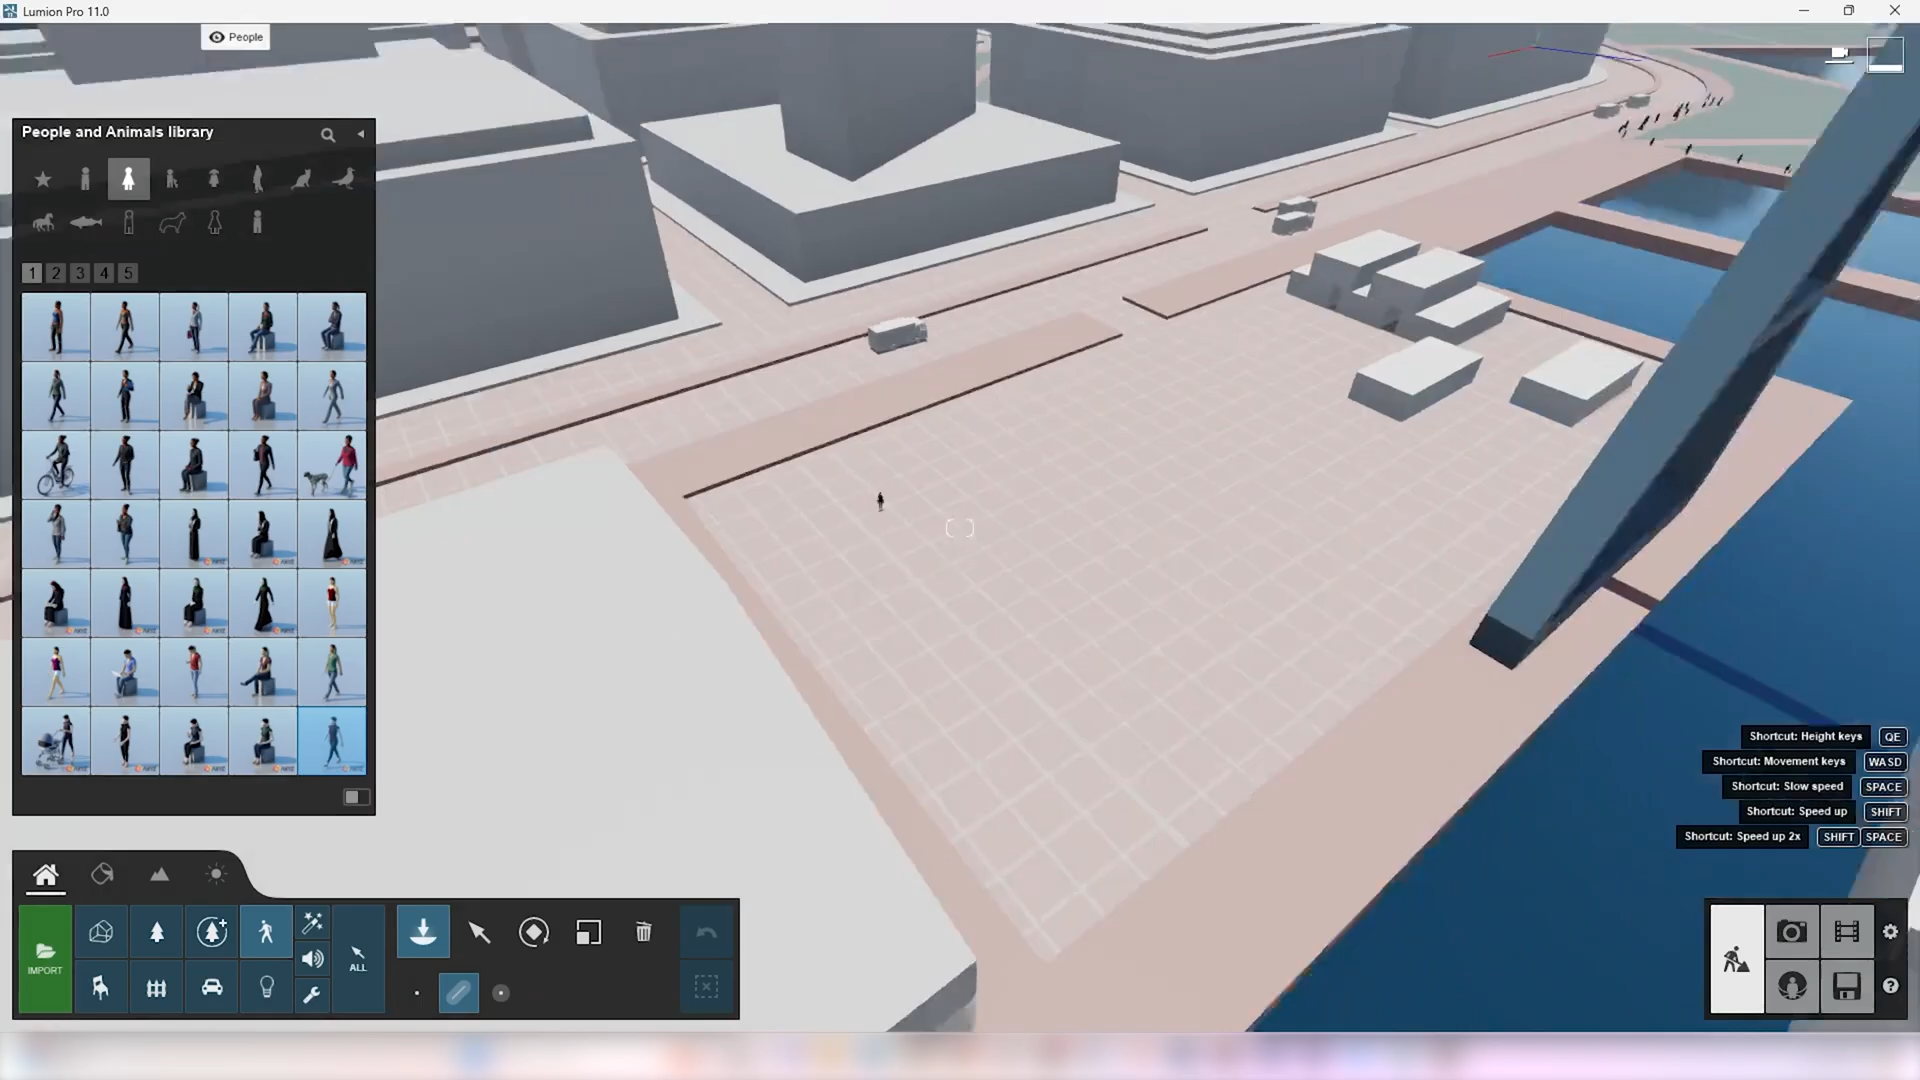 Lumion Pro 11.0
People
People and Animals library
1 2 3 4 5
Shortcut: Height keys QE
Shortcut: Movement keys WASD
Shortcut: Slow speed SPACE
Shortcut: Speed up SHIFT
Shortcut: Speed up 2x SHIFT SPACE
IMPORT
ALL
?